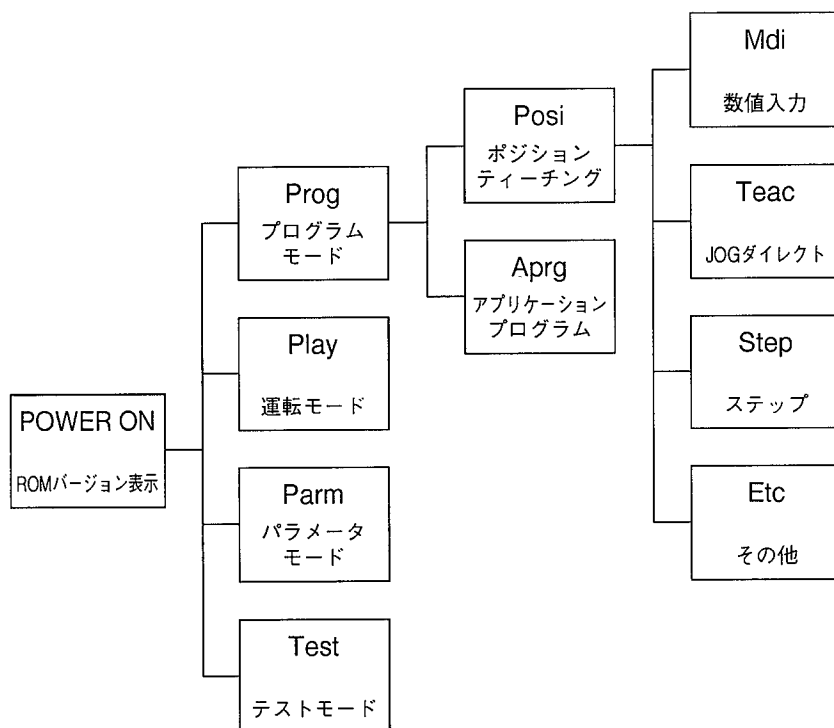 POWER ON
ROMバージョン表示
Prog
プログラム
モード
Play
運転モード
Parm
パラメータ
モード
Test
テストモード
Posi
ポジション
ティーチング
Aprg
アプリケーション
プログラム
Mdi
数値入力
Teac
JOGダイレクト
Step
ステップ
Etc
その他